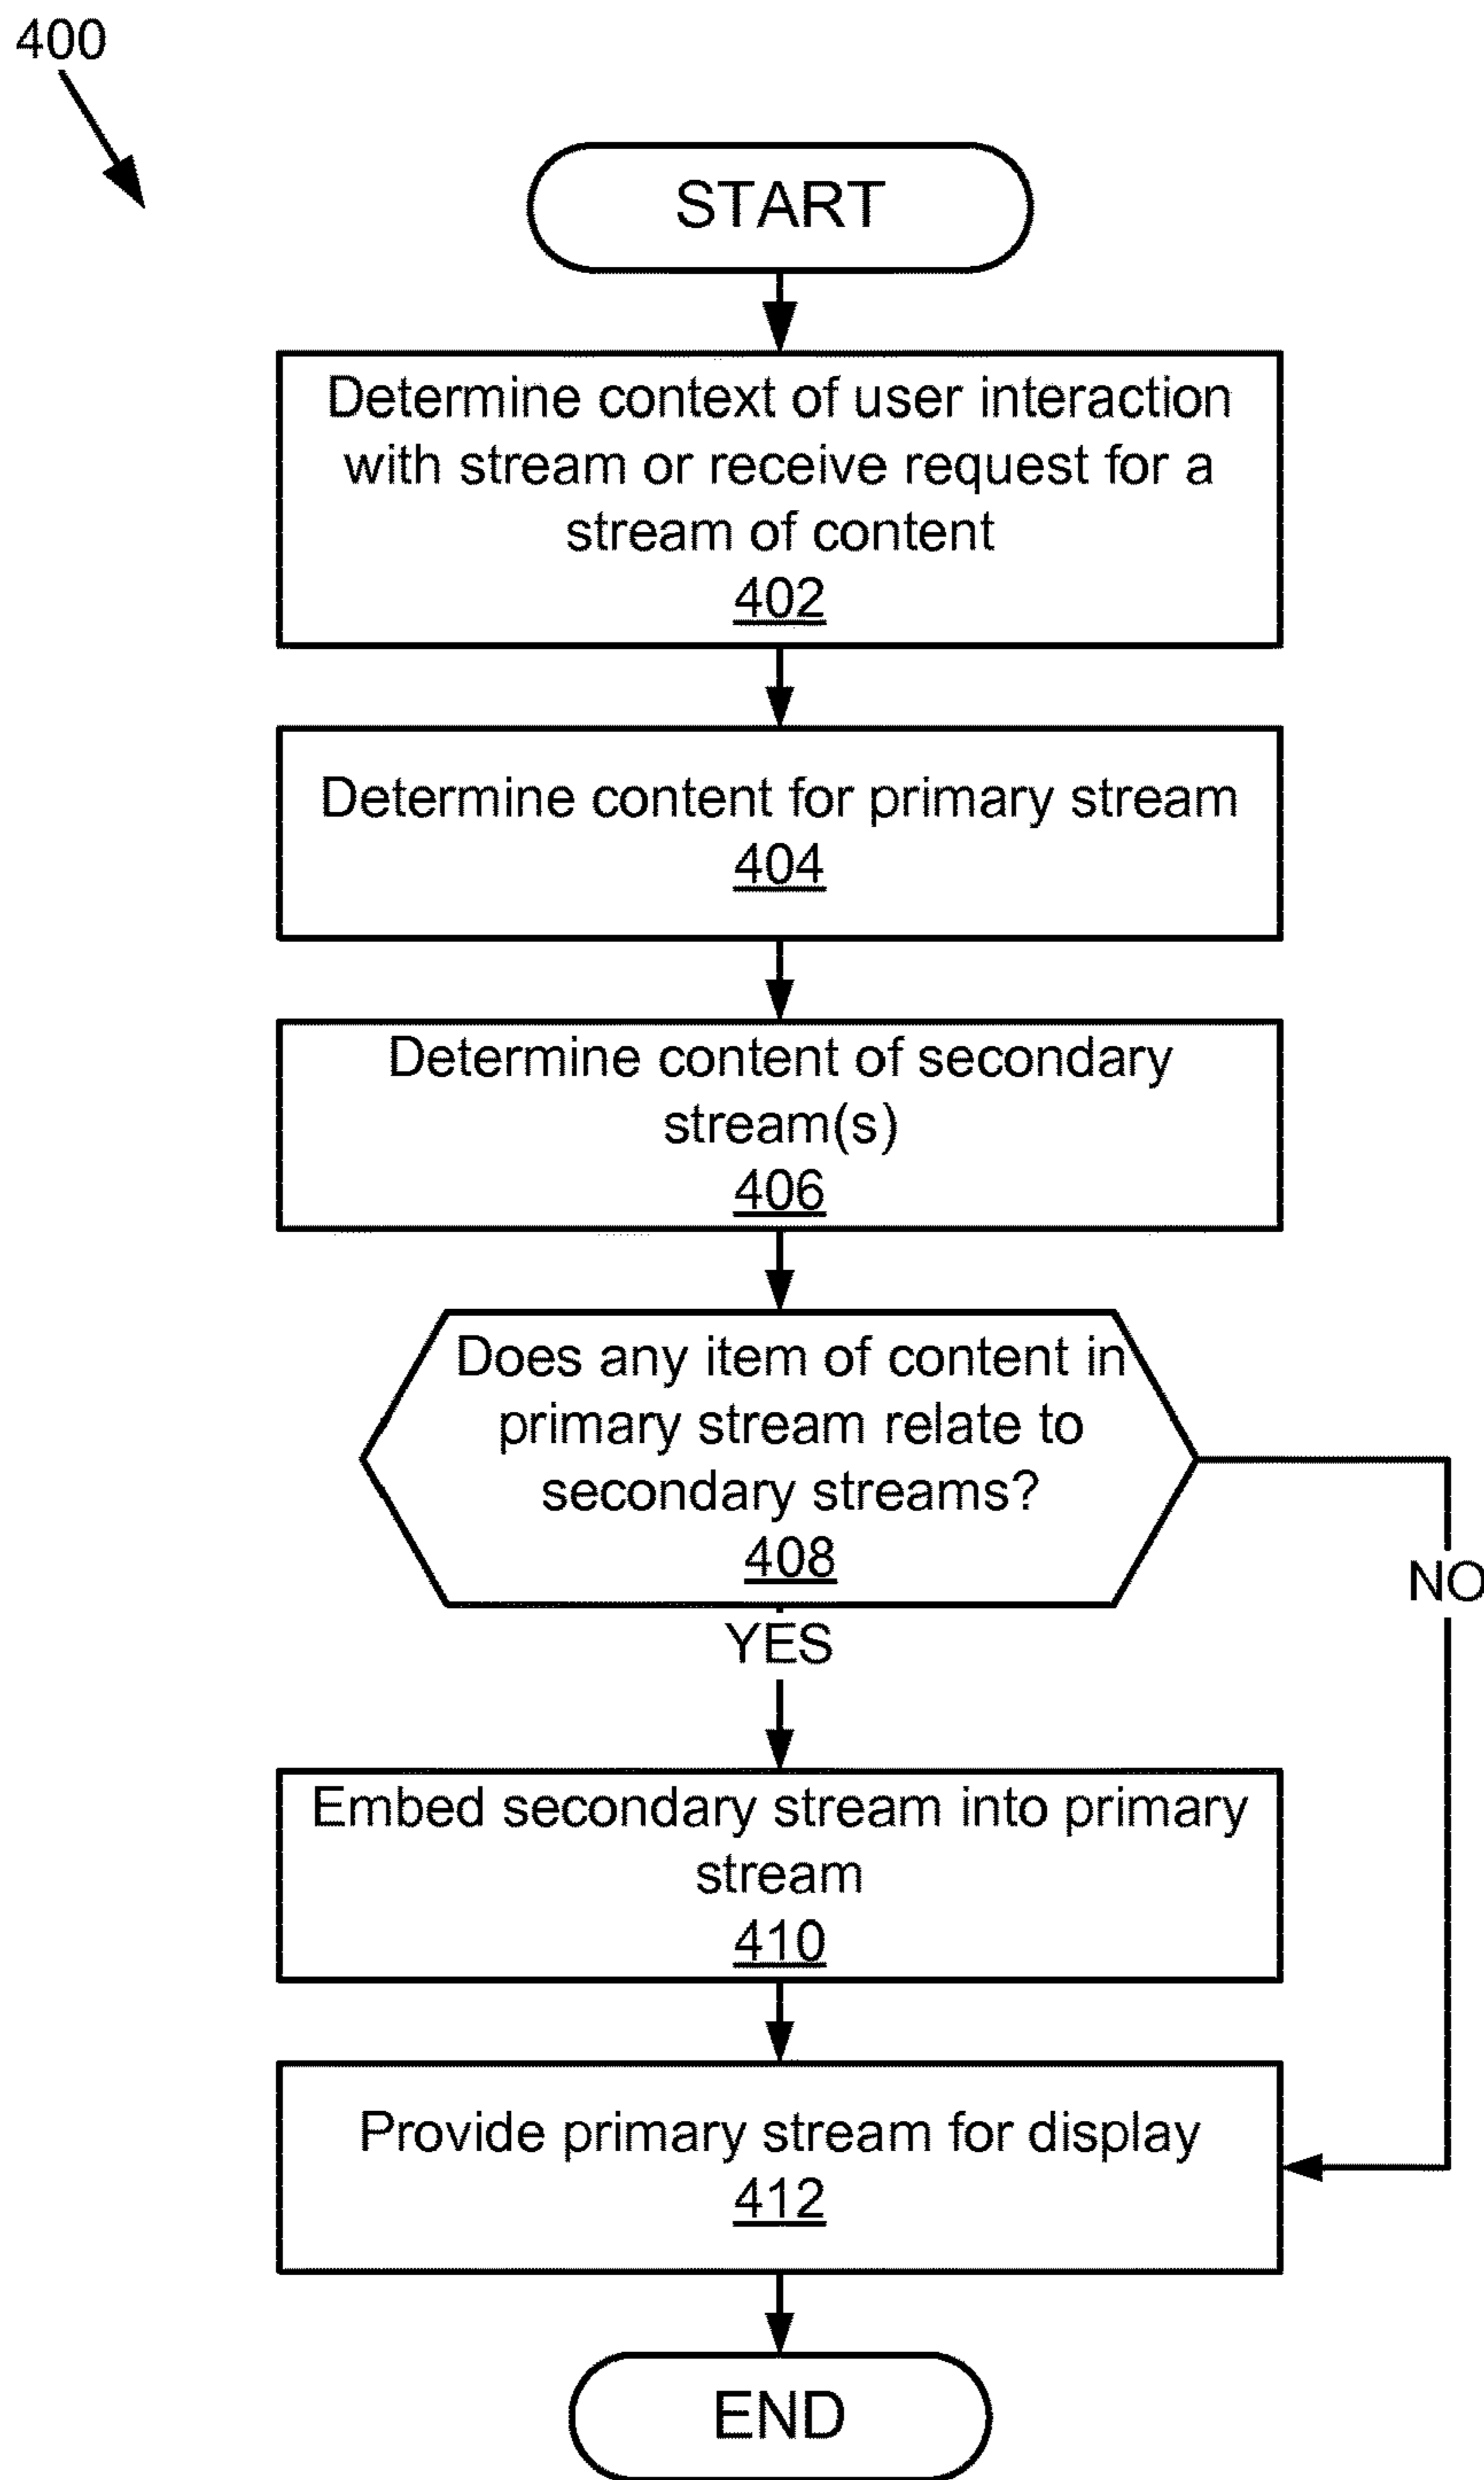 400
START
Determine context of user interaction
with stream or receive request for a
stream of content
402
Determine content for primary stream
404
Determine content of secondary
stream(s)
406
Does any item of content in
primary stream relate to
secondary streams?
408
NO
YES
Embed secondary stream into primary
stream
410
Provide primary stream for display
412
END